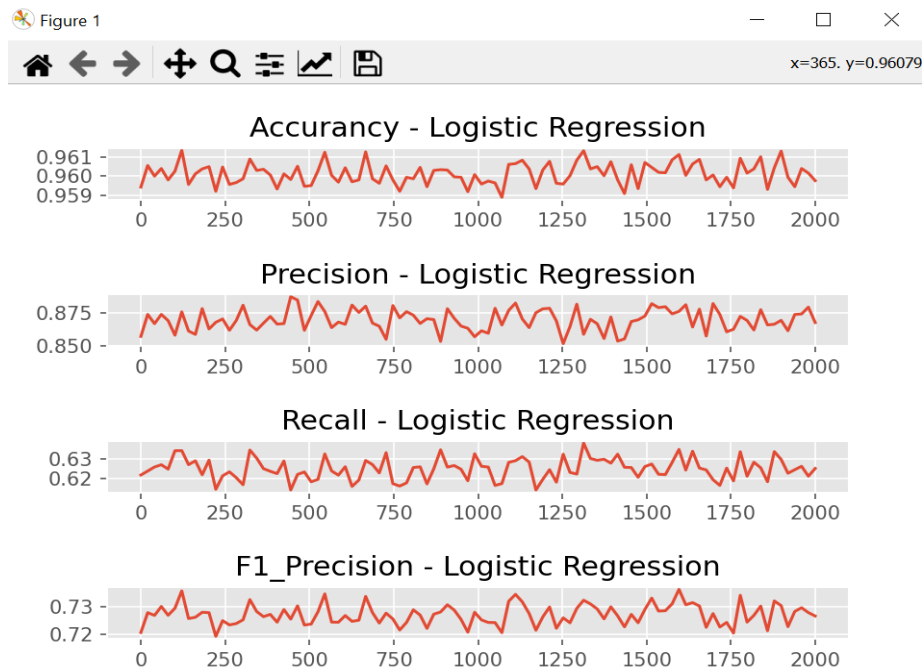 Figure 1
x=365. y=0.96079
Accurancy - Logistic Regression
0.961
0.960
0.959
0 250 500 750 1000 1250 1500 1750 2000
Precision - Logistic Regression
0.875
0.850
0 250 500 750 1000 1250 1500 1750 2000
Recall - Logistic Regression
0.63
0.62
0 250 500 750 1000 1250 1500 1750 2000
F1_Precision - Logistic Regression
0.73
0.72
0 250 500 750 1000 1250 1500 1750 2000